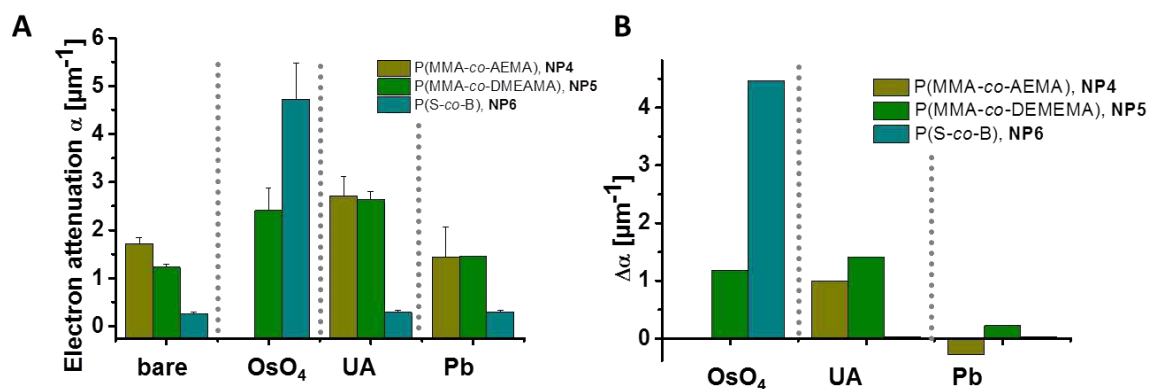 A
Electron attenuation α [µm⁻¹]
6
5
4
3
2
1
0
P(MMA-co-AEMA), NP4
P(MMA-co-DMEAMA), NP5
P(S-co-B), NP6
bare
OsO₄
UA
Pb
B
Δα [µm⁻¹]
4
3
2
1
0
P(MMA-co-AEMA), NP4
P(MMA-co-DEMEMA), NP5
P(S-co-B), NP6
OsO₄
UA
Pb